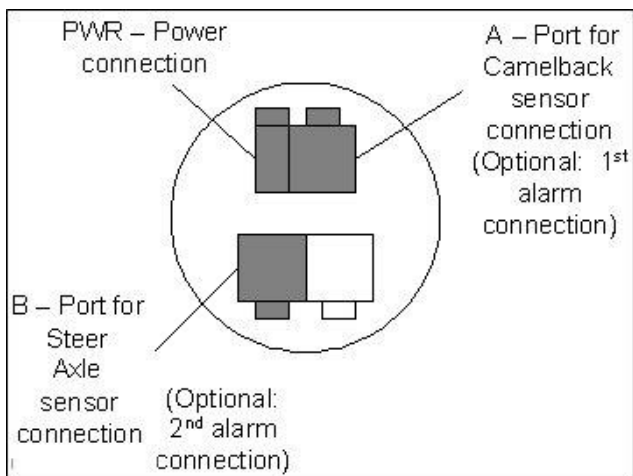 PWR – Power
connection
A – Port for
Camelback
sensor
connection
(Optional: 1st
alarm
connection)
B – Port for
Steer
Axle
sensor
connection
(Optional:
2nd alarm
connection)